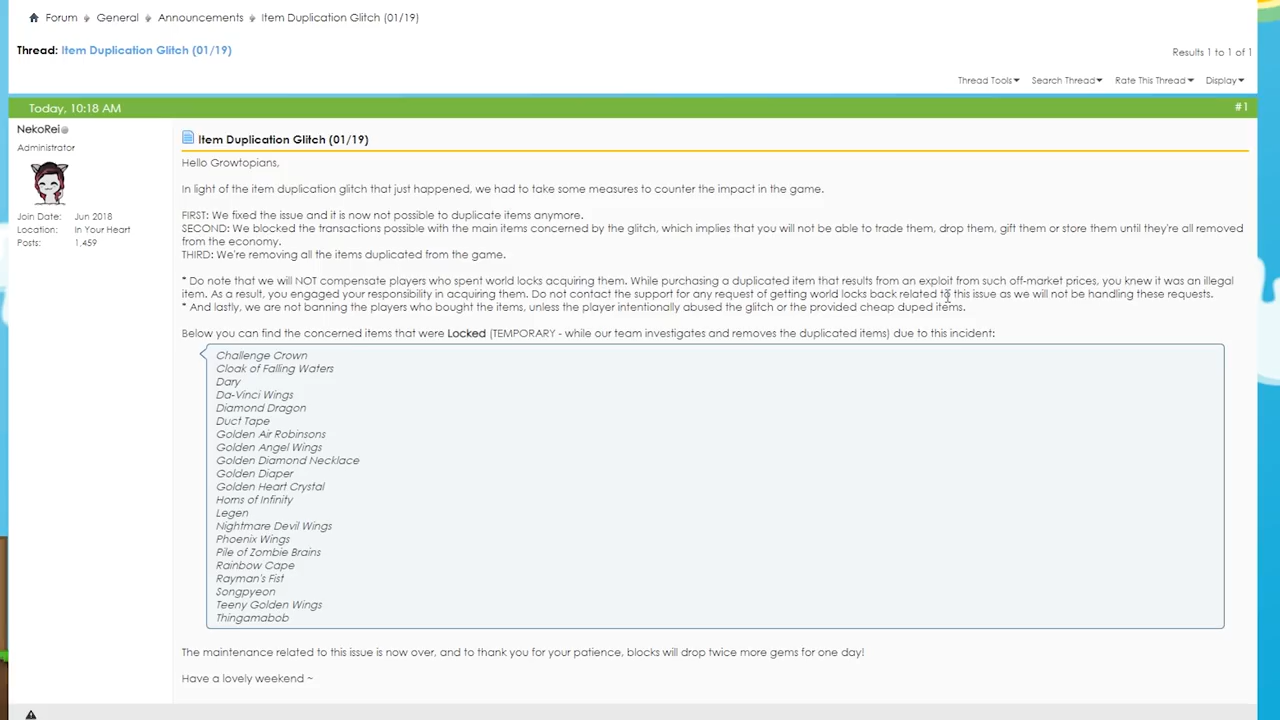 Forum General Announcements Item Duplication Glitch (01/19)
Thread: Item Duplication Glitch (01/19)
Results 1 to 1 of 1
Thread Tools Search Thread Rate This Thread Display
Today, 10:18 AM #1
NekoRei
Administrator
Join Date: Jun 2018
Location: In Your Heart
Posts: 1,459
Item Duplication Glitch (01/19)
Hello Growtopians,
In light of the item duplication glitch that just happened, we had to take some measures to counter the impact in the game.
FIRST: We fixed the issue and it is now not possible to duplicate items anymore.
SECOND: We blocked the transactions possible with the main items concerned by the glitch, which implies that you will not be able to trade them, drop them, gift them or store them until they're all removed
from the economy.
THIRD: We're removing all the items duplicated from the game.
* Do note that we will NOT compensate players who spent world locks acquiring them. While purchasing a duplicated item that results from an exploit from such off-market prices, you knew it was an illegal
item. As a result, you engaged your responsibility in acquiring them. Do not contact the support for any request of getting world locks back related to this issue as we will not be handling these requests.
* And lastly, we are not banning the players who bought the items, unless the player intentionally abused the glitch or the provided cheap duped items.
Below you can find the concerned items that were Locked (TEMPORARY - while our team investigates and removes the duplicated items) due to this incident:
Challenge Crown
Cloak of Falling Waters
Dary
Da-Vinci Wings
Diamond Dragon
Duct Tape
Golden Air Robinsons
Golden Angel Wings
Golden Diamond Necklace
Golden Diaper
Golden Heart Crystal
Horns of Infinity
Legen
Nightmare Devil Wings
Phoenix Wings
Pile of Zombie Brains
Rainbow Cape
Rayman's Fist
Songpyeon
Teeny Golden Wings
Thingamabob
The maintenance related to this issue is now over, and to thank you for your patience, blocks will drop twice more gems for one day!
Have a lovely weekend ~